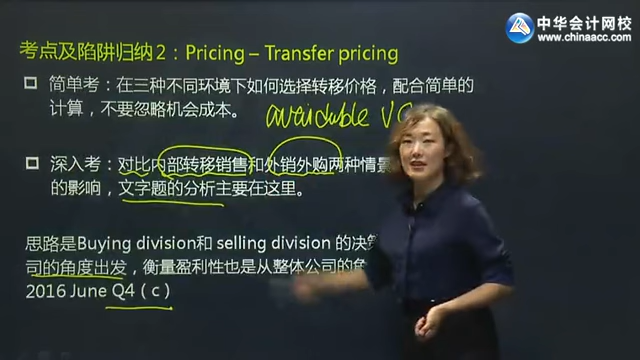 中华会计网校
www.chinaacc.com
考点及陷阱归纳2：Pricing – Transfer pricing
简单考：在三种不同环境下如何选择转移价格，配合简单的
计算，不要忽略机会成本。
avoidable V
深入考：对比内部转移销售和外销外购两种情景
的影响，文字题的分析主要在这里。
思路是Buying division和 selling division 的决策
司的角度出发，衡量盈利性也是从整体公司的角
2016 June Q4（c）